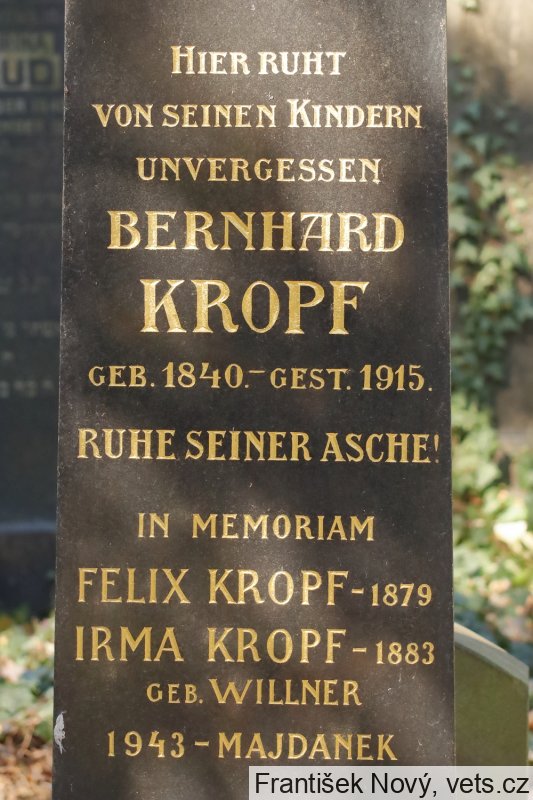 HIER RUHT
VON SEINEN KINDERN
UNVERGESSEN
BERNHARD
KROPF
GEB. 1840.–GEST. 1915.
RUHE SEINER ASCHE!
IN MEMORIAM
FELIX KROPF–1879
IRMA KROPF–1883
GEB. WILLNER
1943–MAJDANEK
František Nový, vets.cz